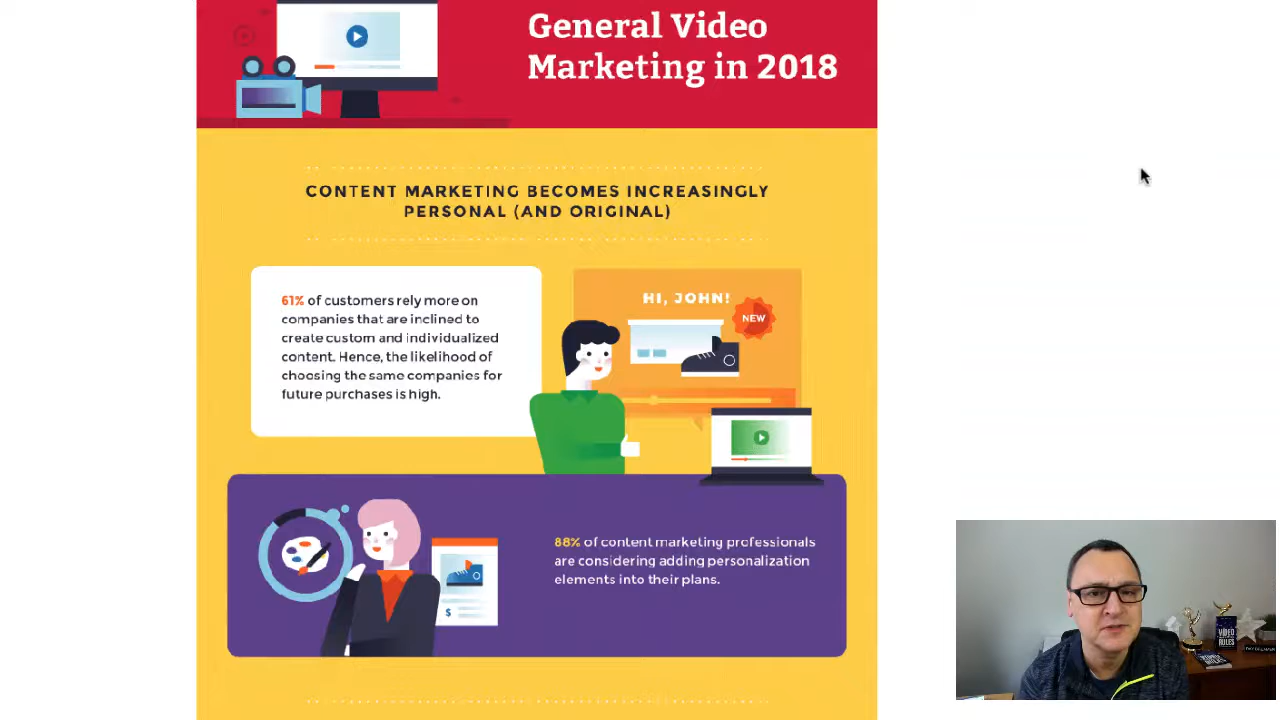 General Video
Marketing in 2018
CONTENT MARKETING BECOMES INCREASINGLY
PERSONAL (AND ORIGINAL)
61% of customers rely more on
companies that are inclined to
create custom and individualized
content. Hence, the likelihood of
choosing the same companies for
future purchases is high.
HI, JOHN!
NEW
88% of content marketing professionals
are considering adding personalization
elements into their plans.
$
VIDEO
RULES